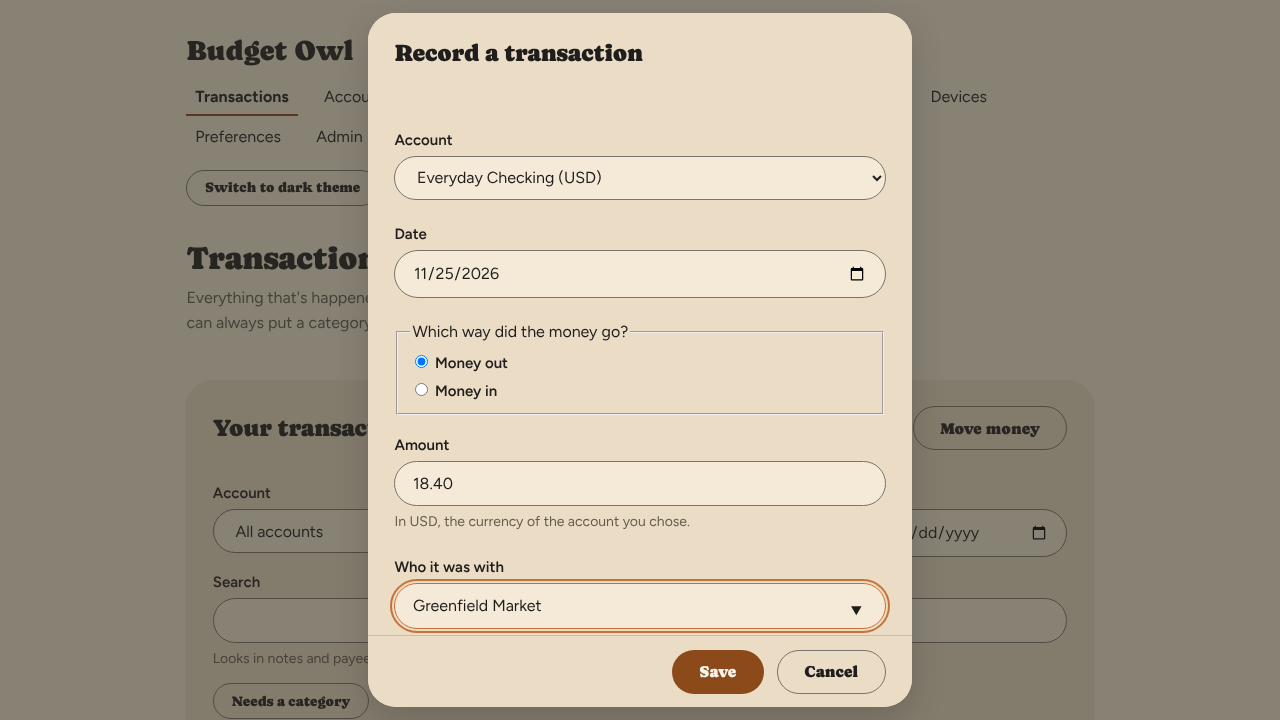 Budget Owl
Transactions
Accou
Devices
Preferences
Admin
Switch to dark theme
Transaction
Everything that's happene
can always put a category
Your transac
Move money
Account
All accounts
/dd/yyyy
Search
Looks in notes and payee
Needs a category
Record a transaction
Account
Everyday Checking (USD)
Date
11/25/2026
Which way did the money go?
Money out
Money in
Amount
18.40
In USD, the currency of the account you chose.
Who it was with
Greenfield Market
Save
Cancel